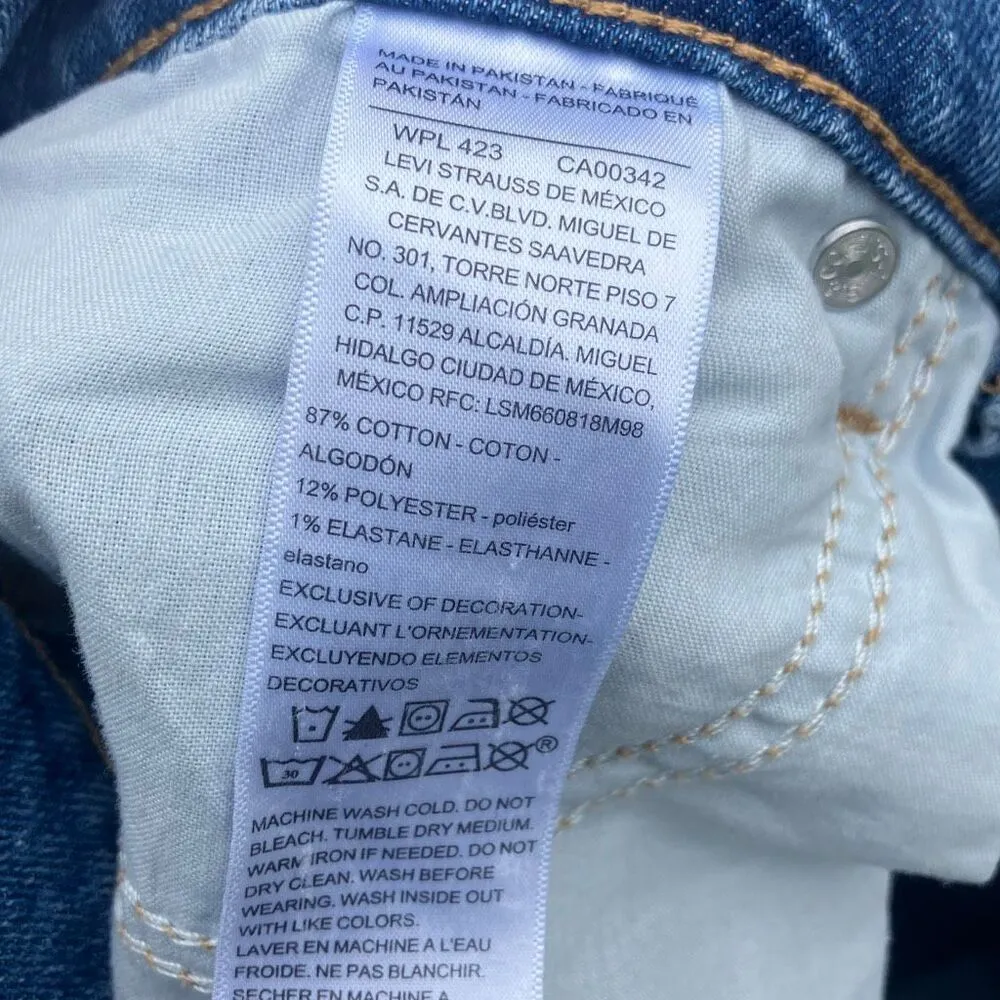 MADE IN PAKISTAN - FABRIQUÉ
AU PAKISTAN - FABRICADO EN
PAKISTÁN
WPL 423 CA00342
LEVI STRAUSS DE MÉXICO
S.A. DE C.V.BLVD. MIGUEL DE
CERVANTES SAAVEDRA
NO. 301, TORRE NORTE PISO 7
COL. AMPLIACIÓN GRANADA
C.P. 11529 ALCALDÍA. MIGUEL
HIDALGO CIUDAD DE MÉXICO,
MÉXICO RFC: LSM660818M98
87% COTTON - COTON -
ALGODÓN
12% POLYESTER - poliéster
1% ELASTANE - ELASTHANNE -
elastano
EXCLUSIVE OF DECORATION-
EXCLUANT L'ORNEMENTATION-
EXCLUYENDO ELEMENTOS
DECORATIVOS
30 ®
MACHINE WASH COLD. DO NOT
BLEACH. TUMBLE DRY MEDIUM.
WARM IRON IF NEEDED. DO NOT
DRY CLEAN. WASH BEFORE
WEARING. WASH INSIDE OUT
WITH LIKE COLORS.
LAVER EN MACHINE A L'EAU
FROIDE. NE PAS BLANCHIR.
SECHER EN MACHINE A